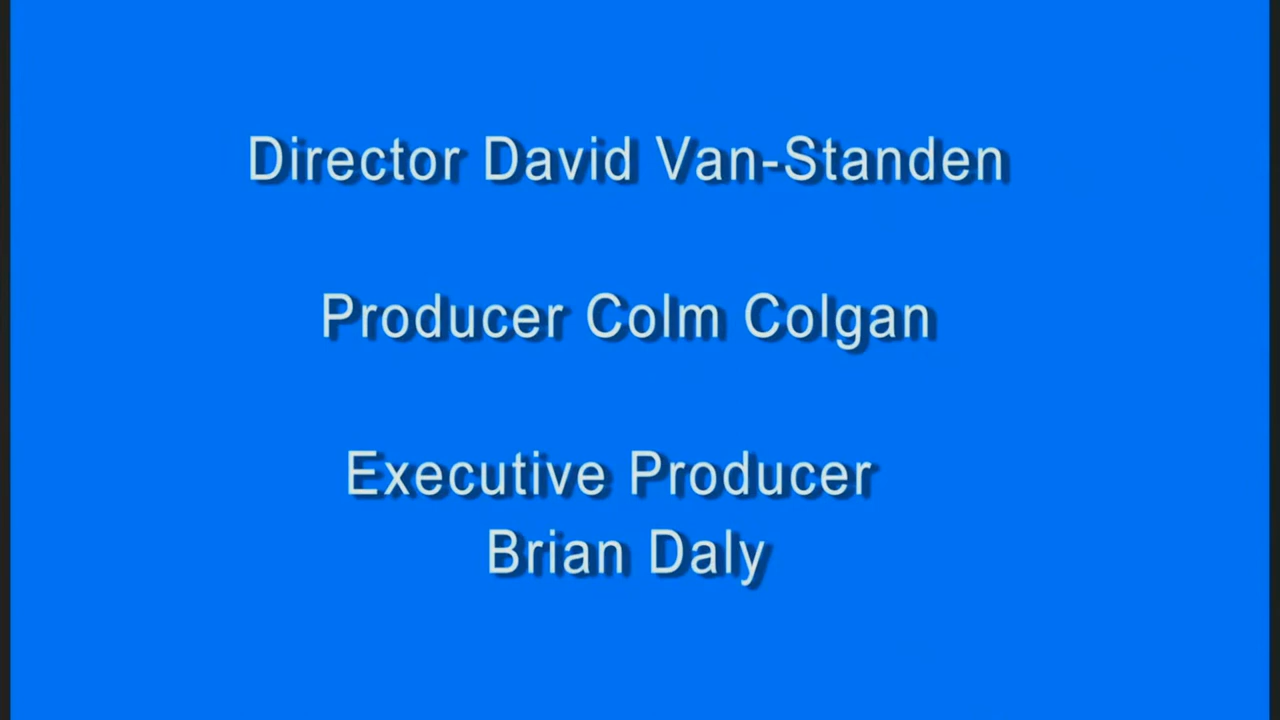 Director David Van-Standen
Producer Colm Colgan
Executive Producer
Brian Daly